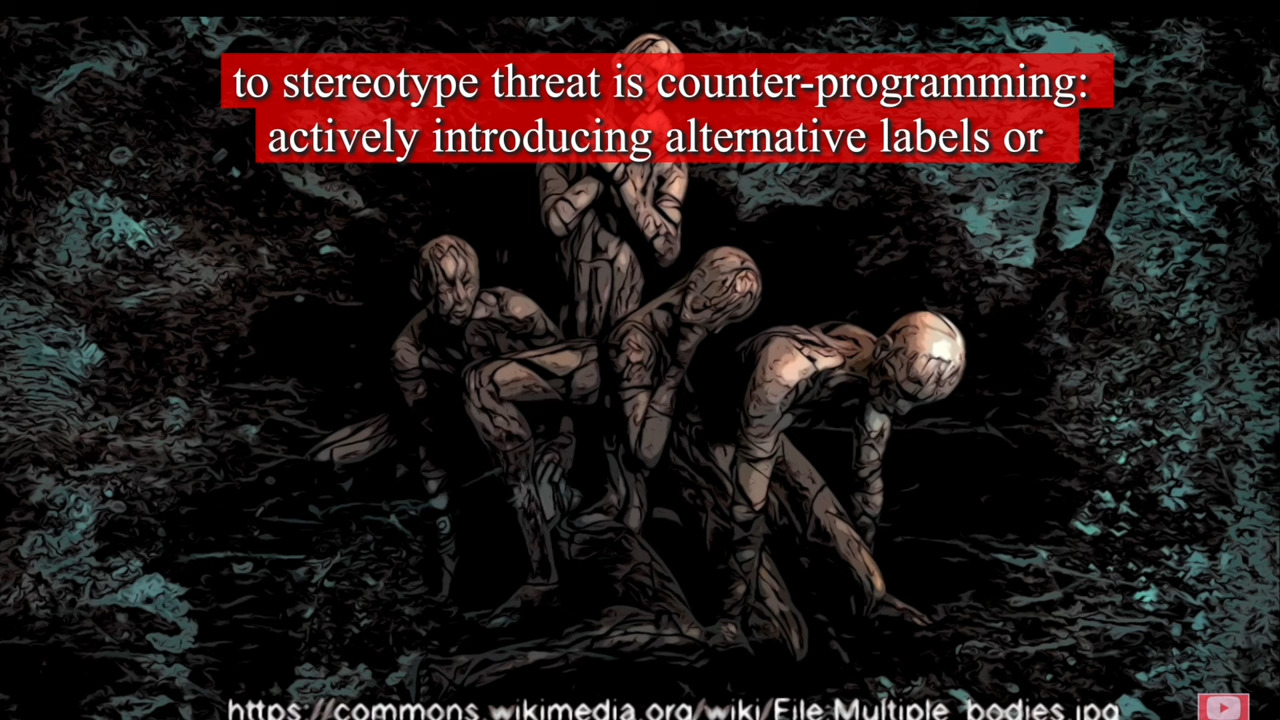 to stereotype threat is counter-programming:
actively introducing alternative labels or
https://commons.wikimedia.org/wiki/File:Multiple_bodies.jpg